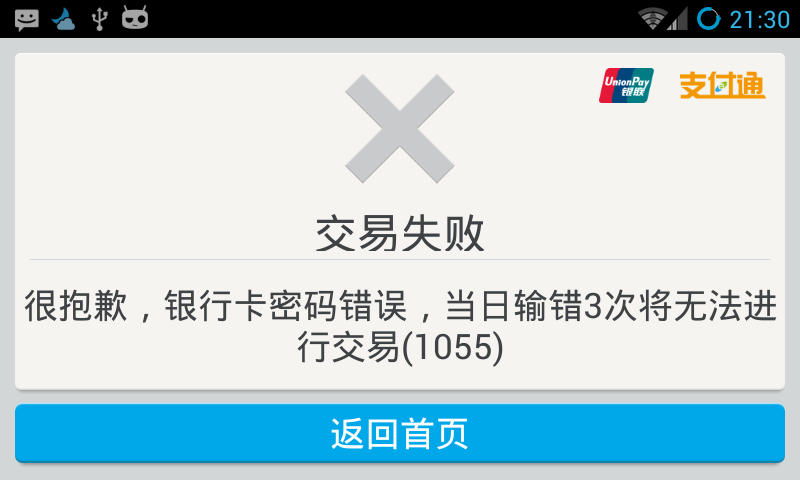 21:30
UnionPay
银联
支付通
交易失败
很抱歉，银行卡密码错误，当日输错3次将无法进
行交易(1055)
返回首页